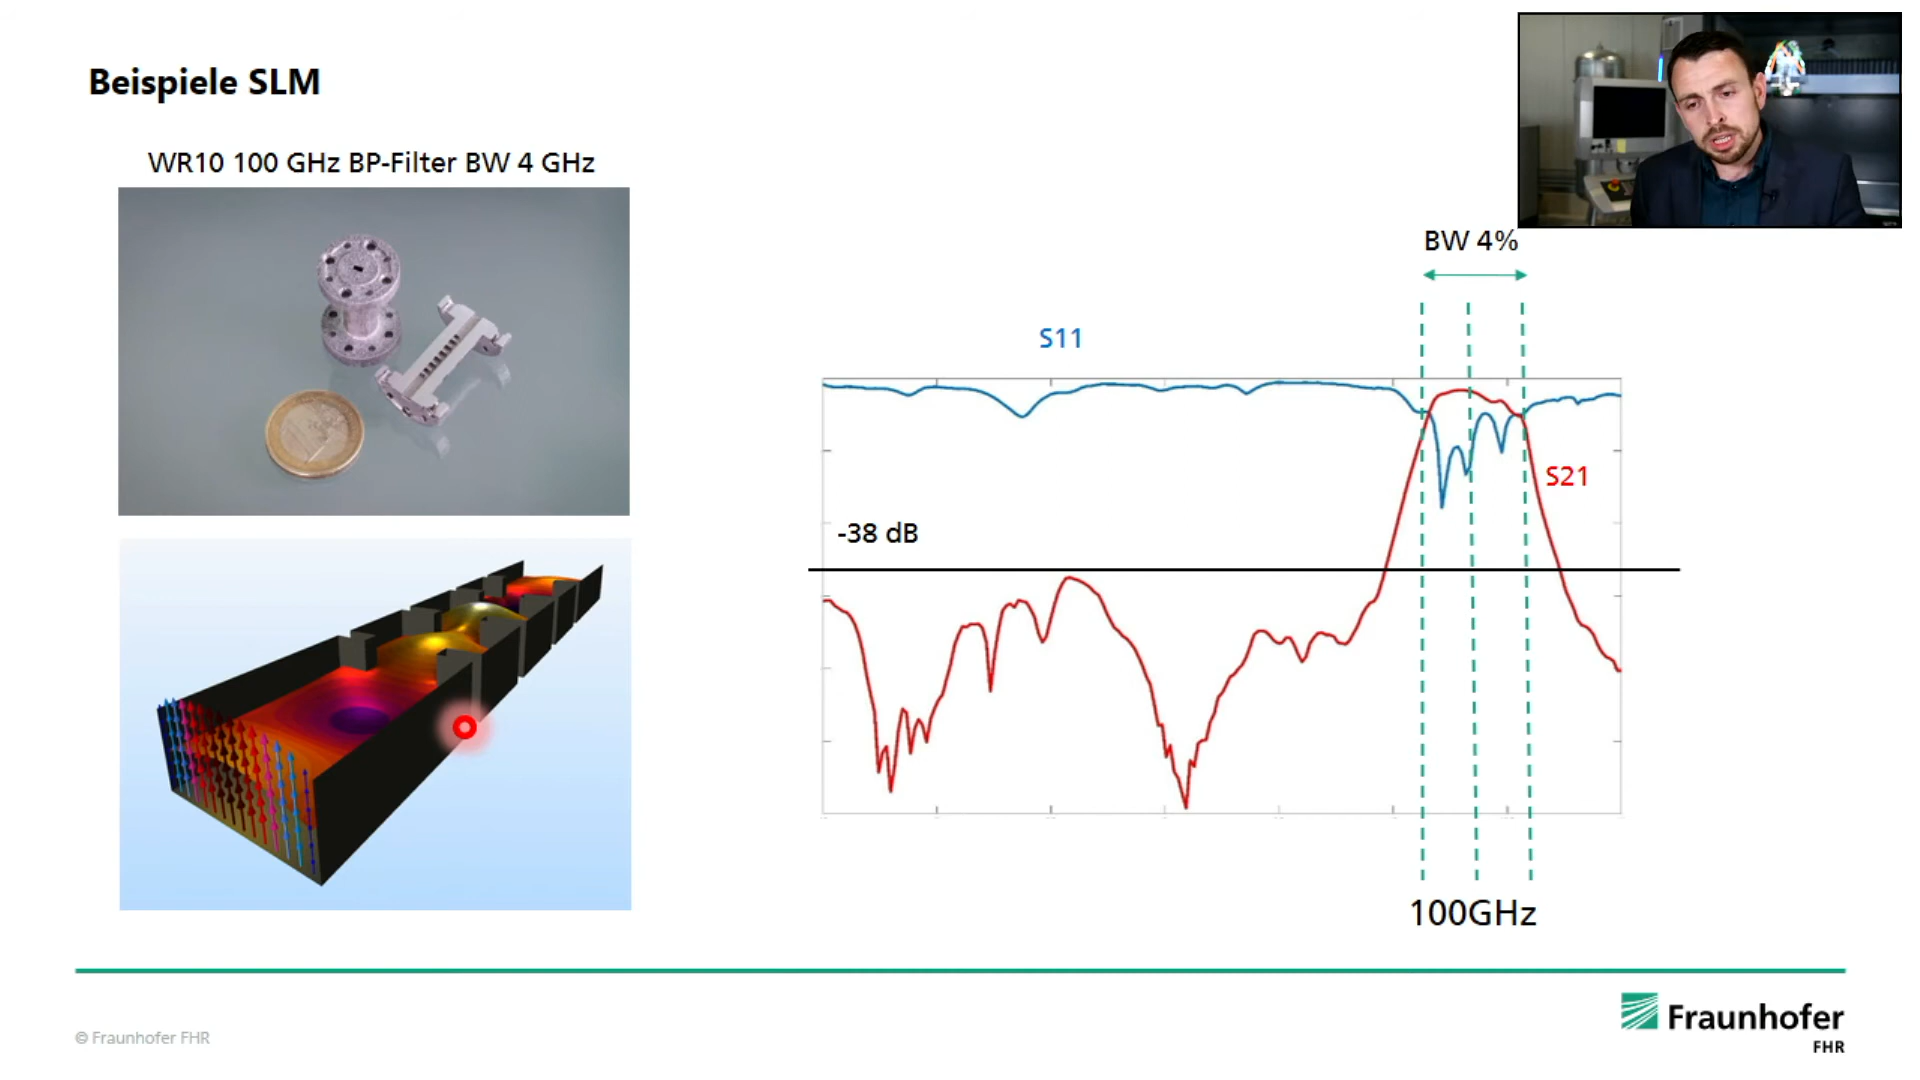 Beispiele SLM
WR10 100 GHz BP-Filter BW 4 GHz
BW 4%
S11
S21
-38 dB
100GHz
© Fraunhofer FHR
Fraunhofer
FHR